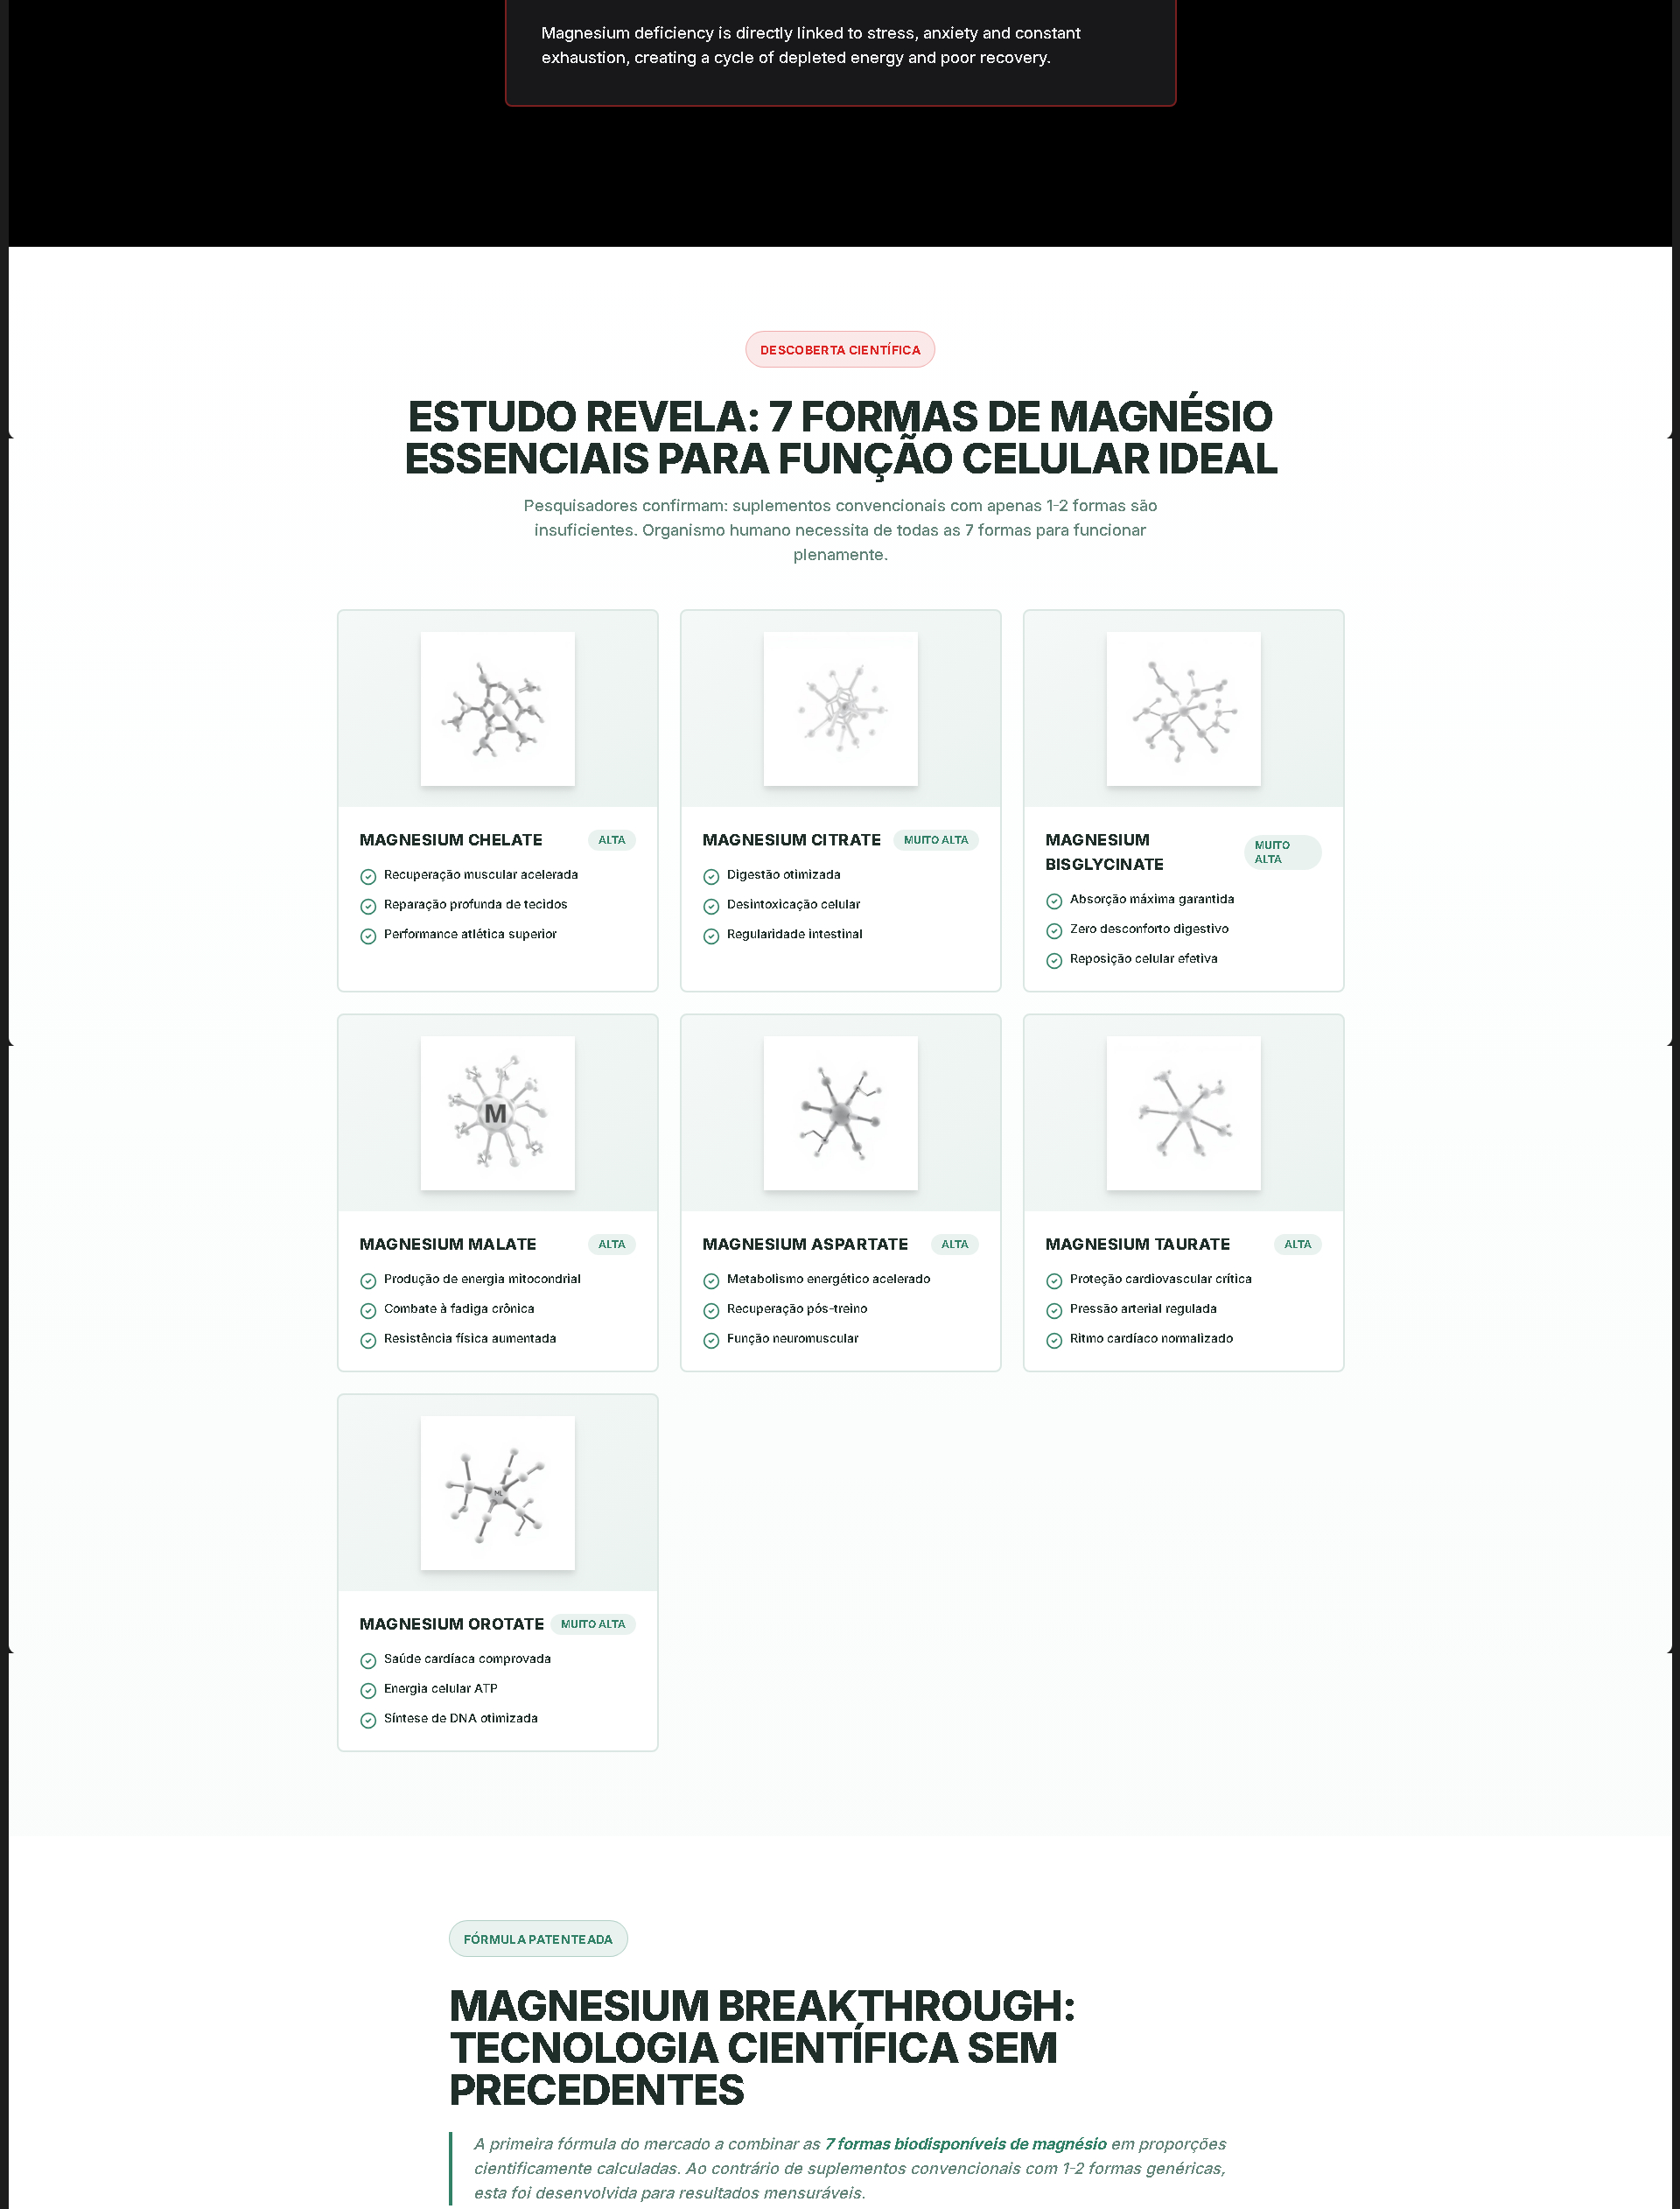 Magnesium deficiency is directly linked to stress, anxiety and constant
exhaustion, creating a cycle of depleted energy and poor recovery.
DESCOBERTA CIENTÍFICA
ESTUDO REVELA: 7 FORMAS DE MAGNÉSIO
ESSENCIAIS PARA FUNÇÃO CELULAR IDEAL
Pesquisadores confirmam: suplementos convencionais com apenas 1-2 formas são
insuficientes. Organismo humano necessita de todas as 7 formas para funcionar
plenamente.
MAGNESIUM CHELATE
ALTA
Recuperação muscular acelerada
Reparação profunda de tecidos
Performance atlética superior
MAGNESIUM CITRATE
MUITO ALTA
Digestão otimizada
Desintoxicação celular
Regularidade intestinal
MAGNESIUM
BISGLYCINATE
MUITO
ALTA
Absorção máxima garantida
Zero desconforto digestivo
Reposição celular efetiva
M
MAGNESIUM MALATE
ALTA
Produção de energia mitocondrial
Combate à fadiga crônica
Resistência física aumentada
MAGNESIUM ASPARTATE
ALTA
Metabolismo energético acelerado
Recuperação pós-treino
Função neuromuscular
MAGNESIUM TAURATE
ALTA
Proteção cardiovascular crítica
Pressão arterial regulada
Ritmo cardíaco normalizado
MAGNESIUM OROTATE
MUITO ALTA
Saúde cardíaca comprovada
Energia celular ATP
Síntese de DNA otimizada
FÓRMULA PATENTEADA
MAGNESIUM BREAKTHROUGH:
TECNOLOGIA CIENTÍFICA SEM
PRECEDENTES
A primeira fórmula do mercado a combinar as 7 formas biodisponíveis de magnésio em proporções
cientificamente calculadas. Ao contrário de suplementos convencionais com 1-2 formas genéricas,
esta foi desenvolvida para resultados mensuráveis.